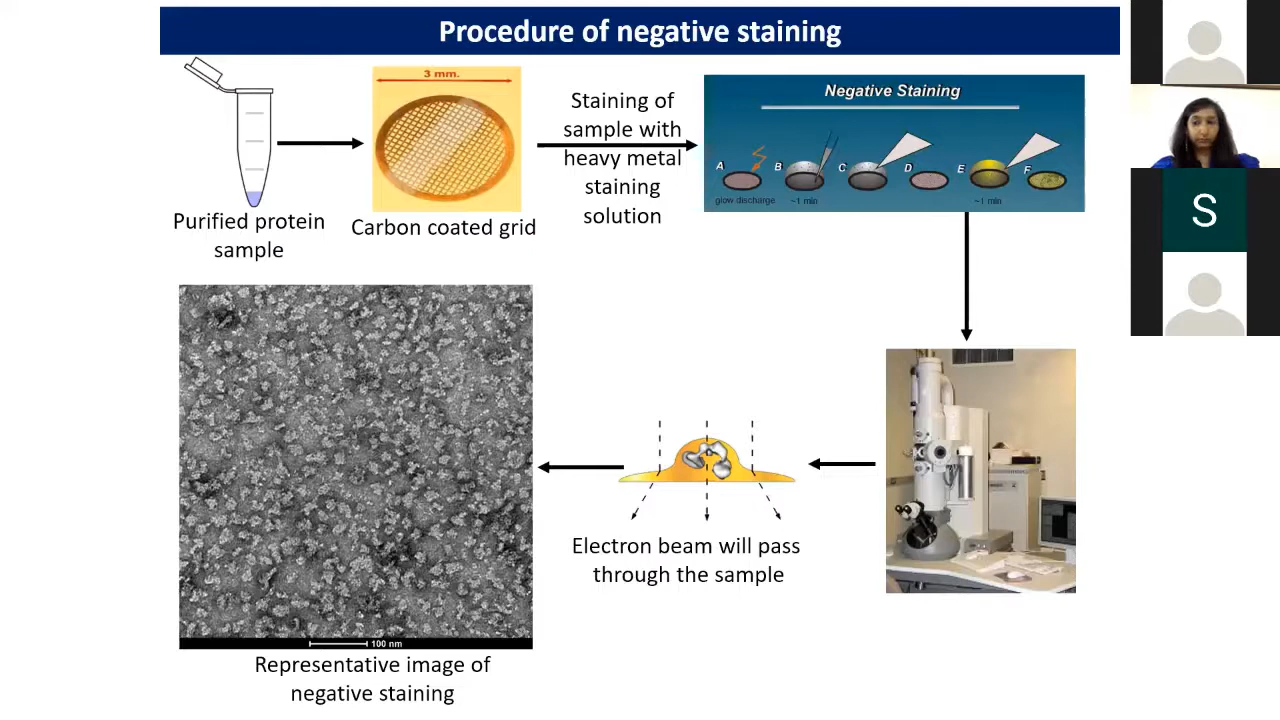 Procedure of negative staining
3 mm.
Purified protein
sample
Carbon coated grid
Staining of
sample with
heavy metal
staining
solution
Negative Staining
A
B
C
D
E
F
glow discharge
~1 min
~1 min
S
Electron beam will pass
through the sample
100 nm
Representative image of
negative staining